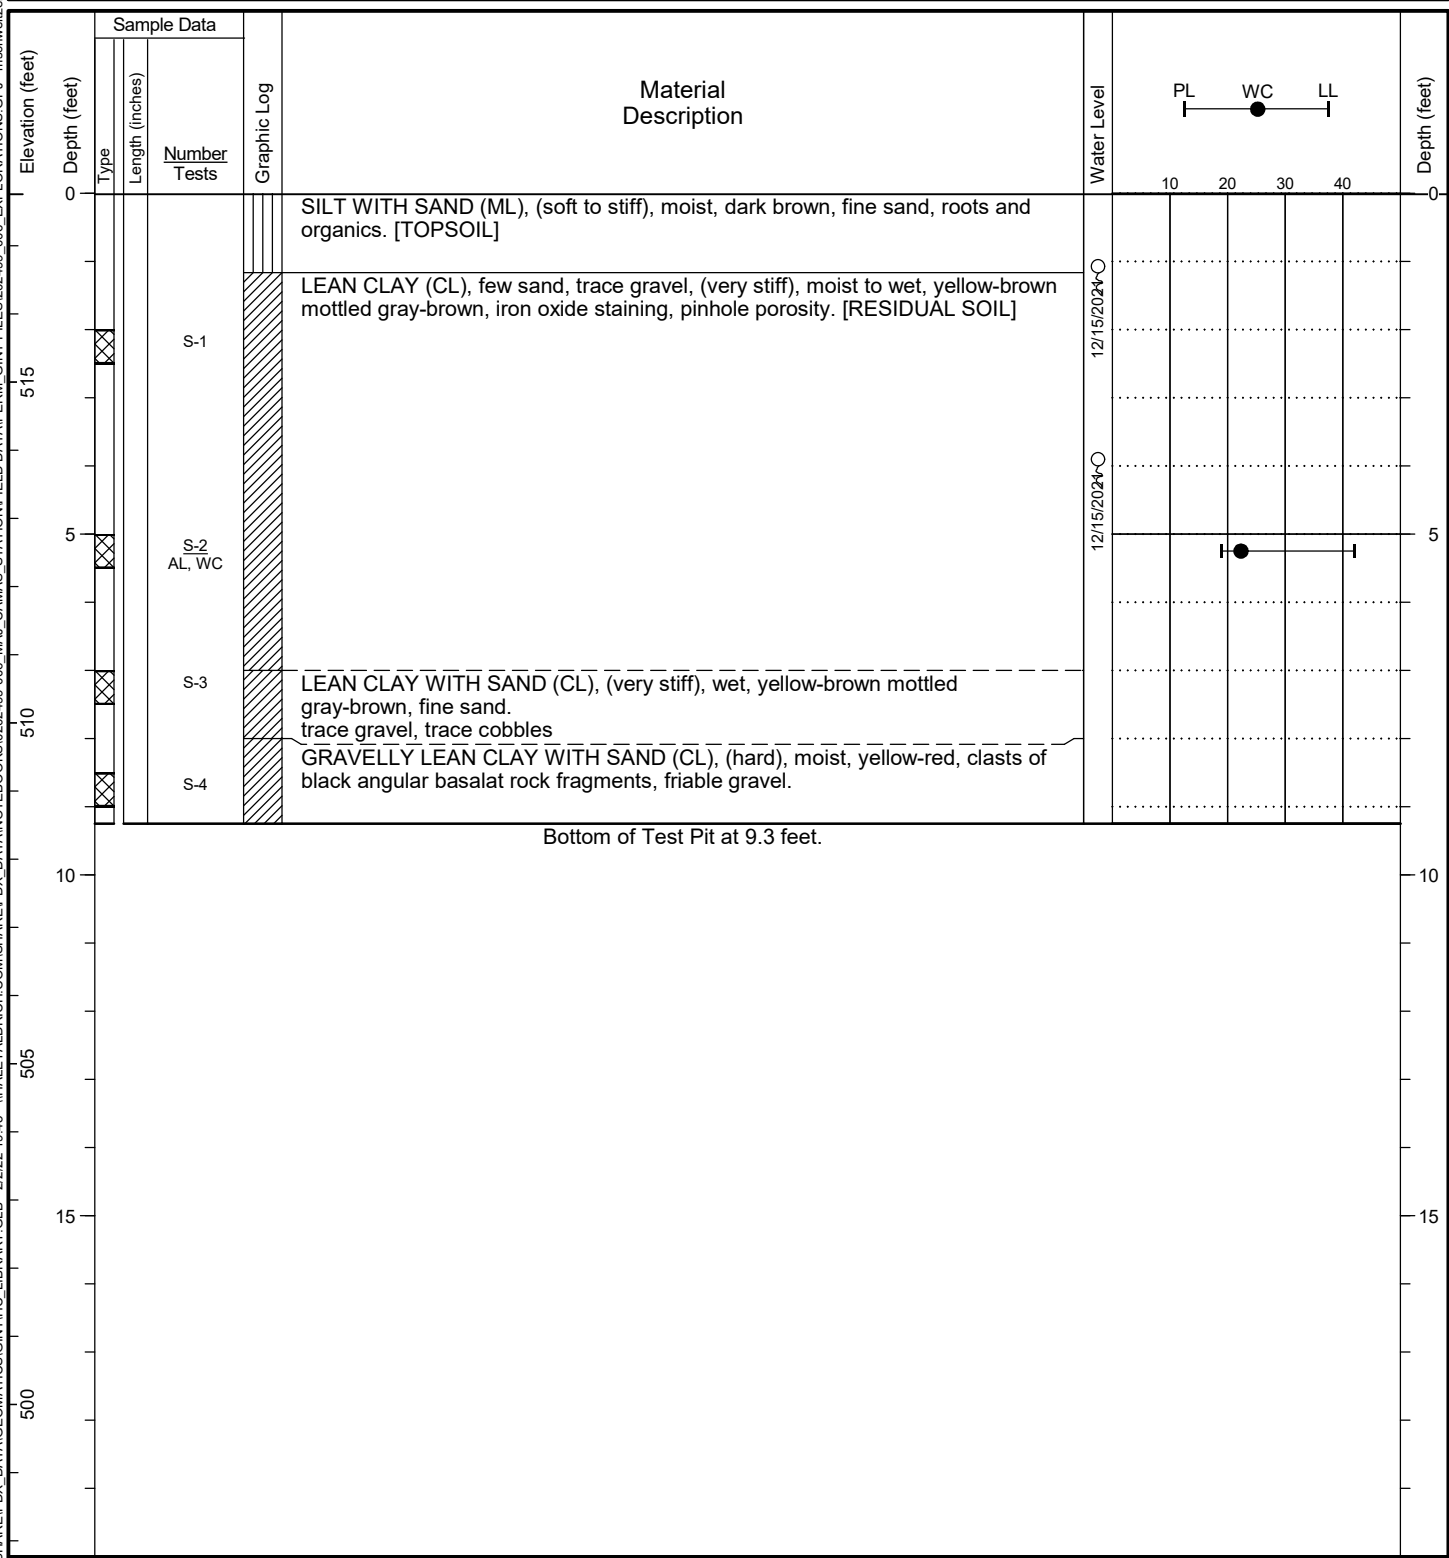 Sample Data
Elevation (feet)
Depth (feet)
Type
Length (inches)
Number
Tests
Graphic Log
Material
Description
Water Level
PL WC LL
Depth (feet)
10 20 30 40
0
0
SILT WITH SAND (ML), (soft to stiff), moist, dark brown, fine sand, roots and
organics. [TOPSOIL]
LEAN CLAY (CL), few sand, trace gravel, (very stiff), moist to wet, yellow-brown
mottled gray-brown, iron oxide staining, pinhole porosity. [RESIDUAL SOIL]
12/15/2021
S-1
515
12/15/2021
5
S-2
AL, WC
5
S-3
LEAN CLAY WITH SAND (CL), (very stiff), wet, yellow-brown mottled
gray-brown, fine sand.
trace gravel, trace cobbles
510
GRAVELLY LEAN CLAY WITH SAND (CL), (hard), moist, yellow-red, clasts of
black angular basalat rock fragments, friable gravel.
S-4
Bottom of Test Pit at 9.3 feet.
10
10
505
15
15
500